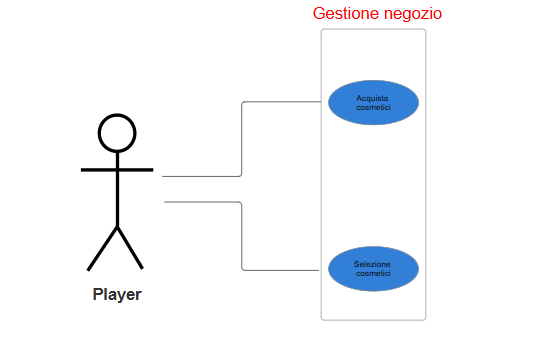 Gestione negozio
Acquista
cosmetici
Selezione
cosmetici
Player